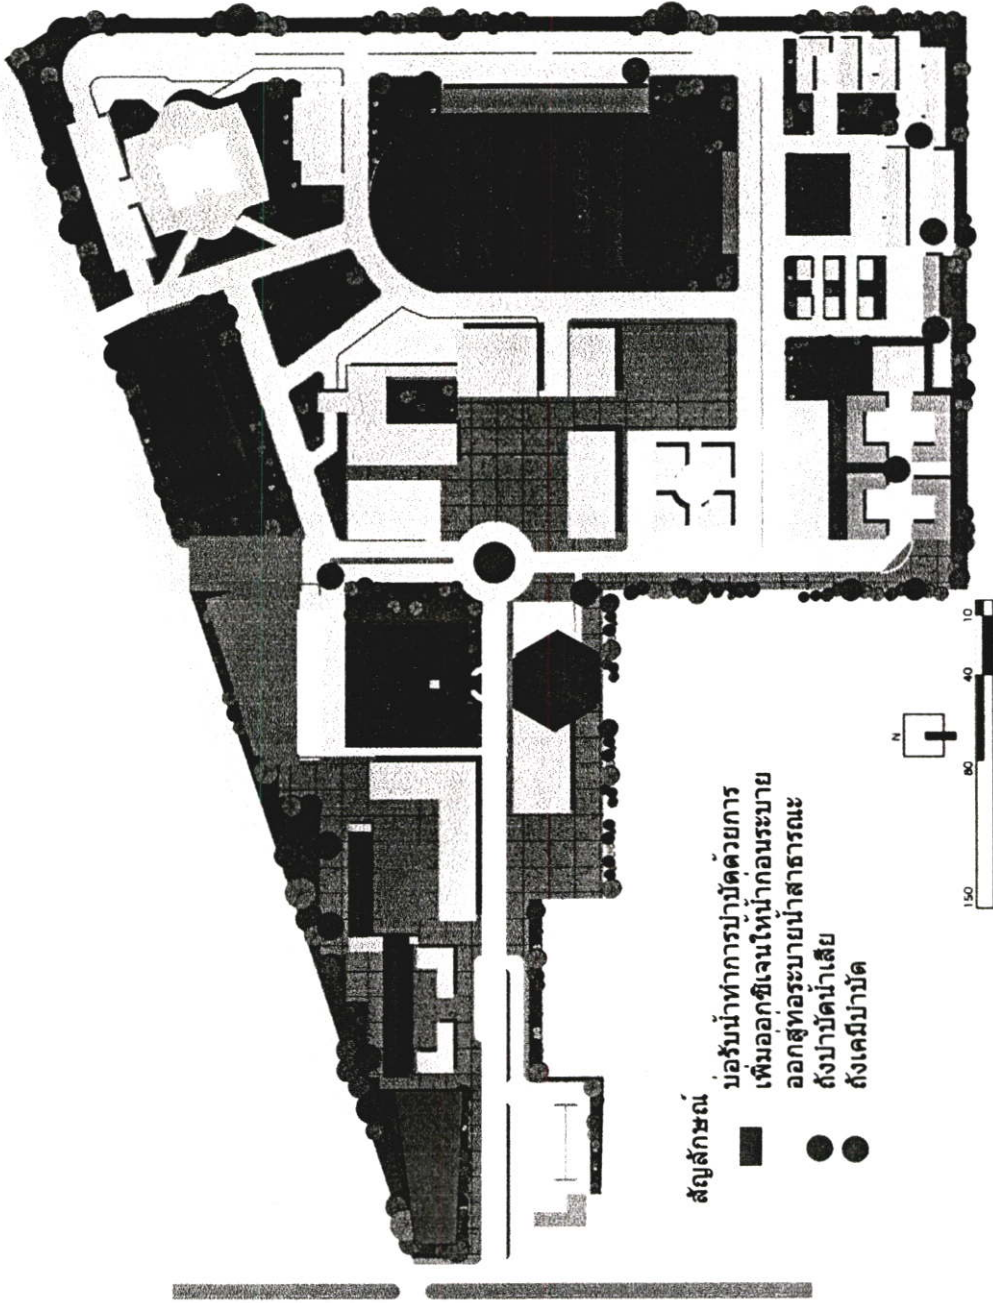 สัญลักษณ์
บ่อรับน้ำทำการบำบัดด้วยการ
เพิ่มออกซิเจนให้น้ำก่อนระบาย
ออกสู่ท่อระบายน้ำสาธารณะ
ถังบำบัดน้ำเสีย
ถังเคมีบำบัด
N
150 80 40 10